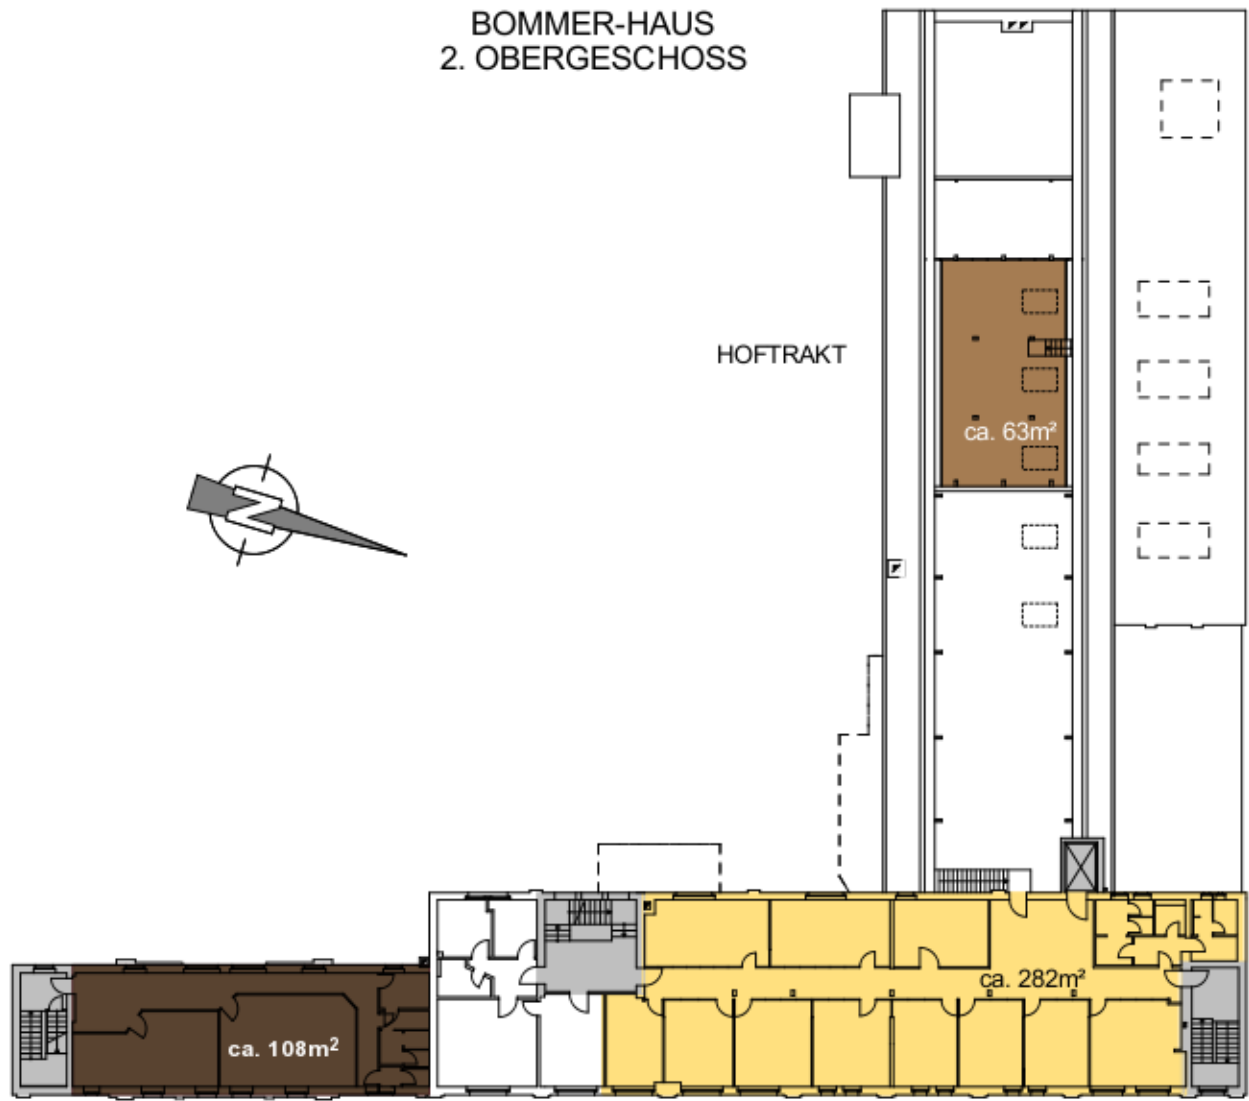 BOMMER-HAUS
2. OBERGESCHOSS
HOFTRAKT
ca. 63m²
N
ca. 282m²
ca. 108m²